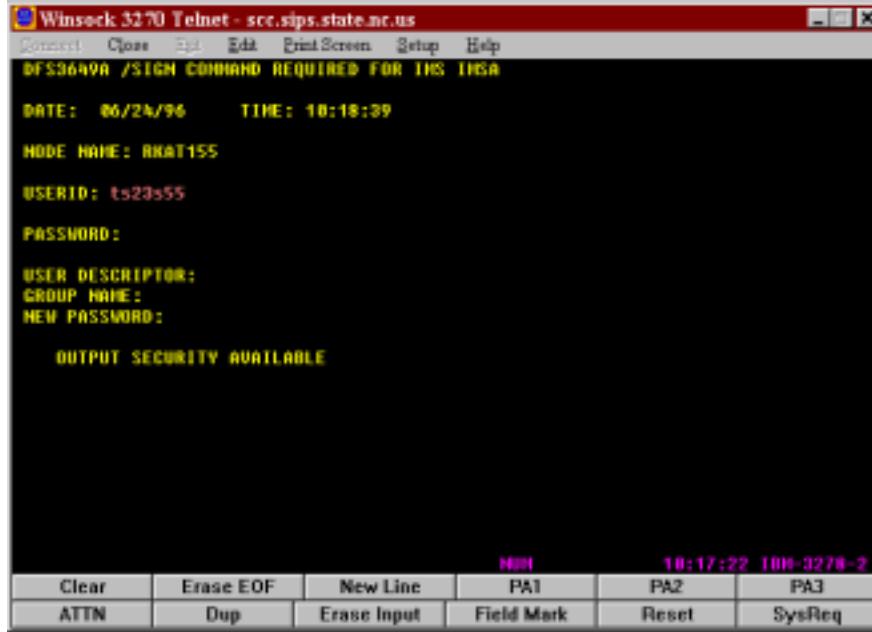 Winsock 3270 Telnet - scc.sips.state.nc.us
Connect Close Exit Edit Print Screen Setup Help
DFS3649A /SIGN COMMAND REQUIRED FOR IMS IMSA
DATE: 06/24/96 TIME: 10:18:39
NODE NAME: RKAT155
USERID: ts23s55
PASSWORD:
USER DESCRIPTOR:
GROUP NAME:
NEW PASSWORD:
OUTPUT SECURITY AVAILABLE
NUM 10:17:22 IBM-3278-2
Clear Erase EOF New Line PA1 PA2 PA3
ATTN Dup Erase Input Field Mark Reset SysReq